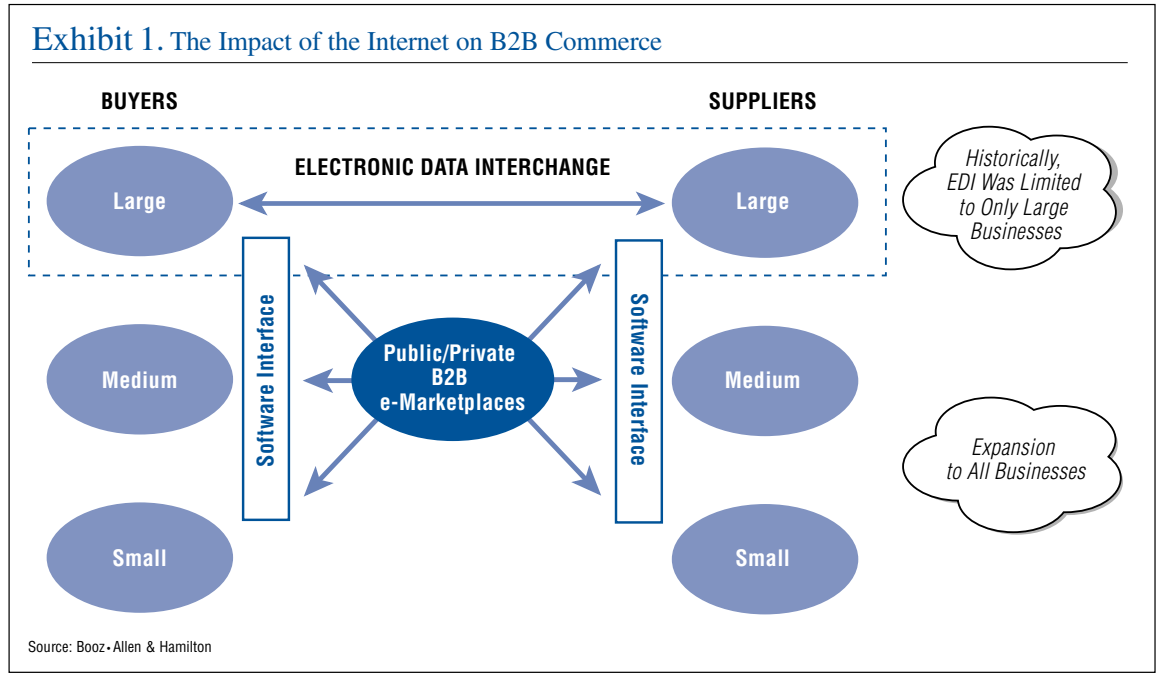 Exhibit 1. The Impact of the Internet on B2B Commerce
BUYERS
SUPPLIERS
ELECTRONIC DATA INTERCHANGE
Large
Large
Historically,
EDI Was Limited
to Only Large
Businesses
Software Interface
Software Interface
Medium
Public/Private
B2B
e-Marketplaces
Medium
Expansion
to All Businesses
Small
Small
Source: Booz•Allen & Hamilton